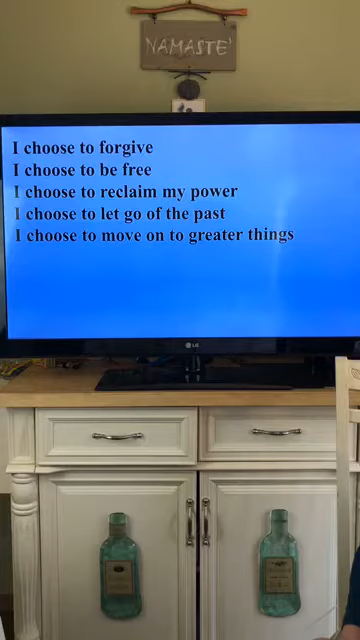 NAMASTE'
I choose to forgive
I choose to be free
I choose to reclaim my power
I choose to let go of the past
I choose to move on to greater things
LG